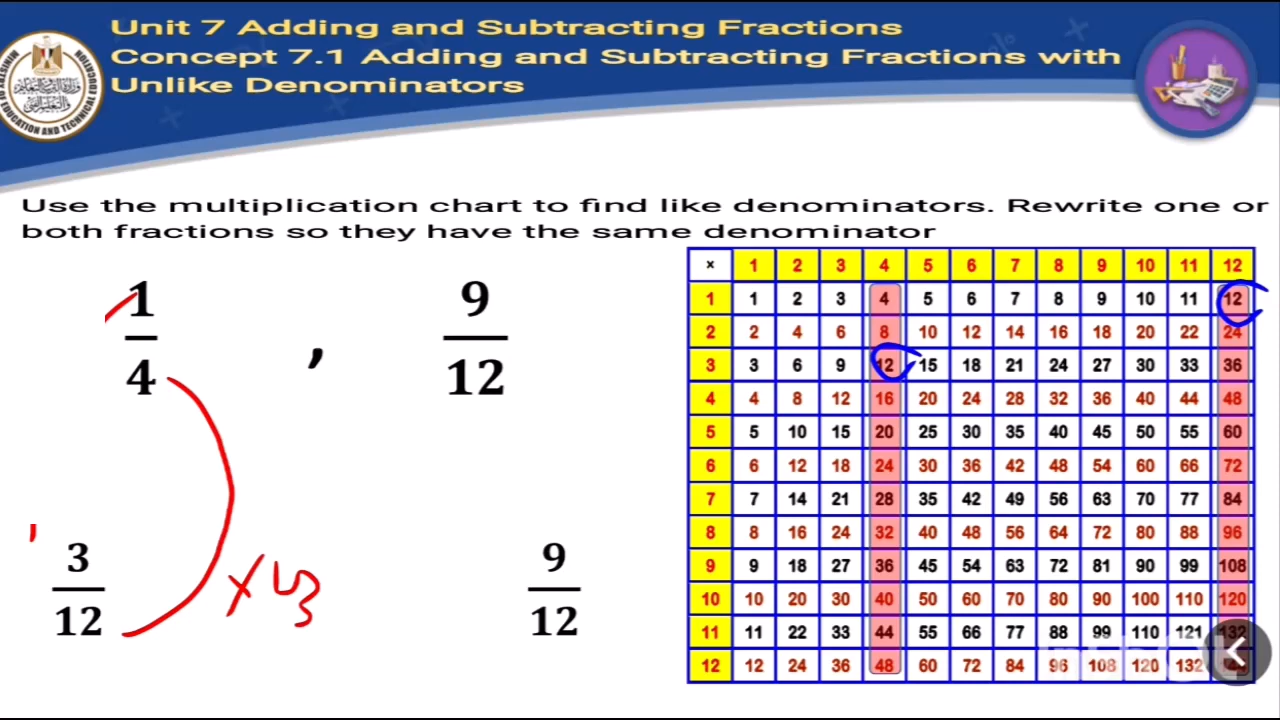 Unit 7 Adding and Subtracting Fractions
Concept 7.1 Adding and Subtracting Fractions with
Unlike Denominators
Use the multiplication chart to find like denominators. Rewrite one or
both fractions so they have the same denominator
1/4 , 9/12
3/12 9/12
× 1 2 3 4 5 6 7 8 9 10 11 12
1 1 2 3 4 5 6 7 8 9 10 11 12
2 2 4 6 8 10 12 14 16 18 20 22 24
3 3 6 9 12 15 18 21 24 27 30 33 36
4 4 8 12 16 20 24 28 32 36 40 44 48
5 5 10 15 20 25 30 35 40 45 50 55 60
6 6 12 18 24 30 36 42 48 54 60 66 72
7 7 14 21 28 35 42 49 56 63 70 77 84
8 8 16 24 32 40 48 56 64 72 80 88 96
9 9 18 27 36 45 54 63 72 81 90 99 108
10 10 20 30 40 50 60 70 80 90 100 110 120
11 11 22 33 44 55 66 77 88 99 110 121 132
12 12 24 36 48 60 72 84 96 108 120 132